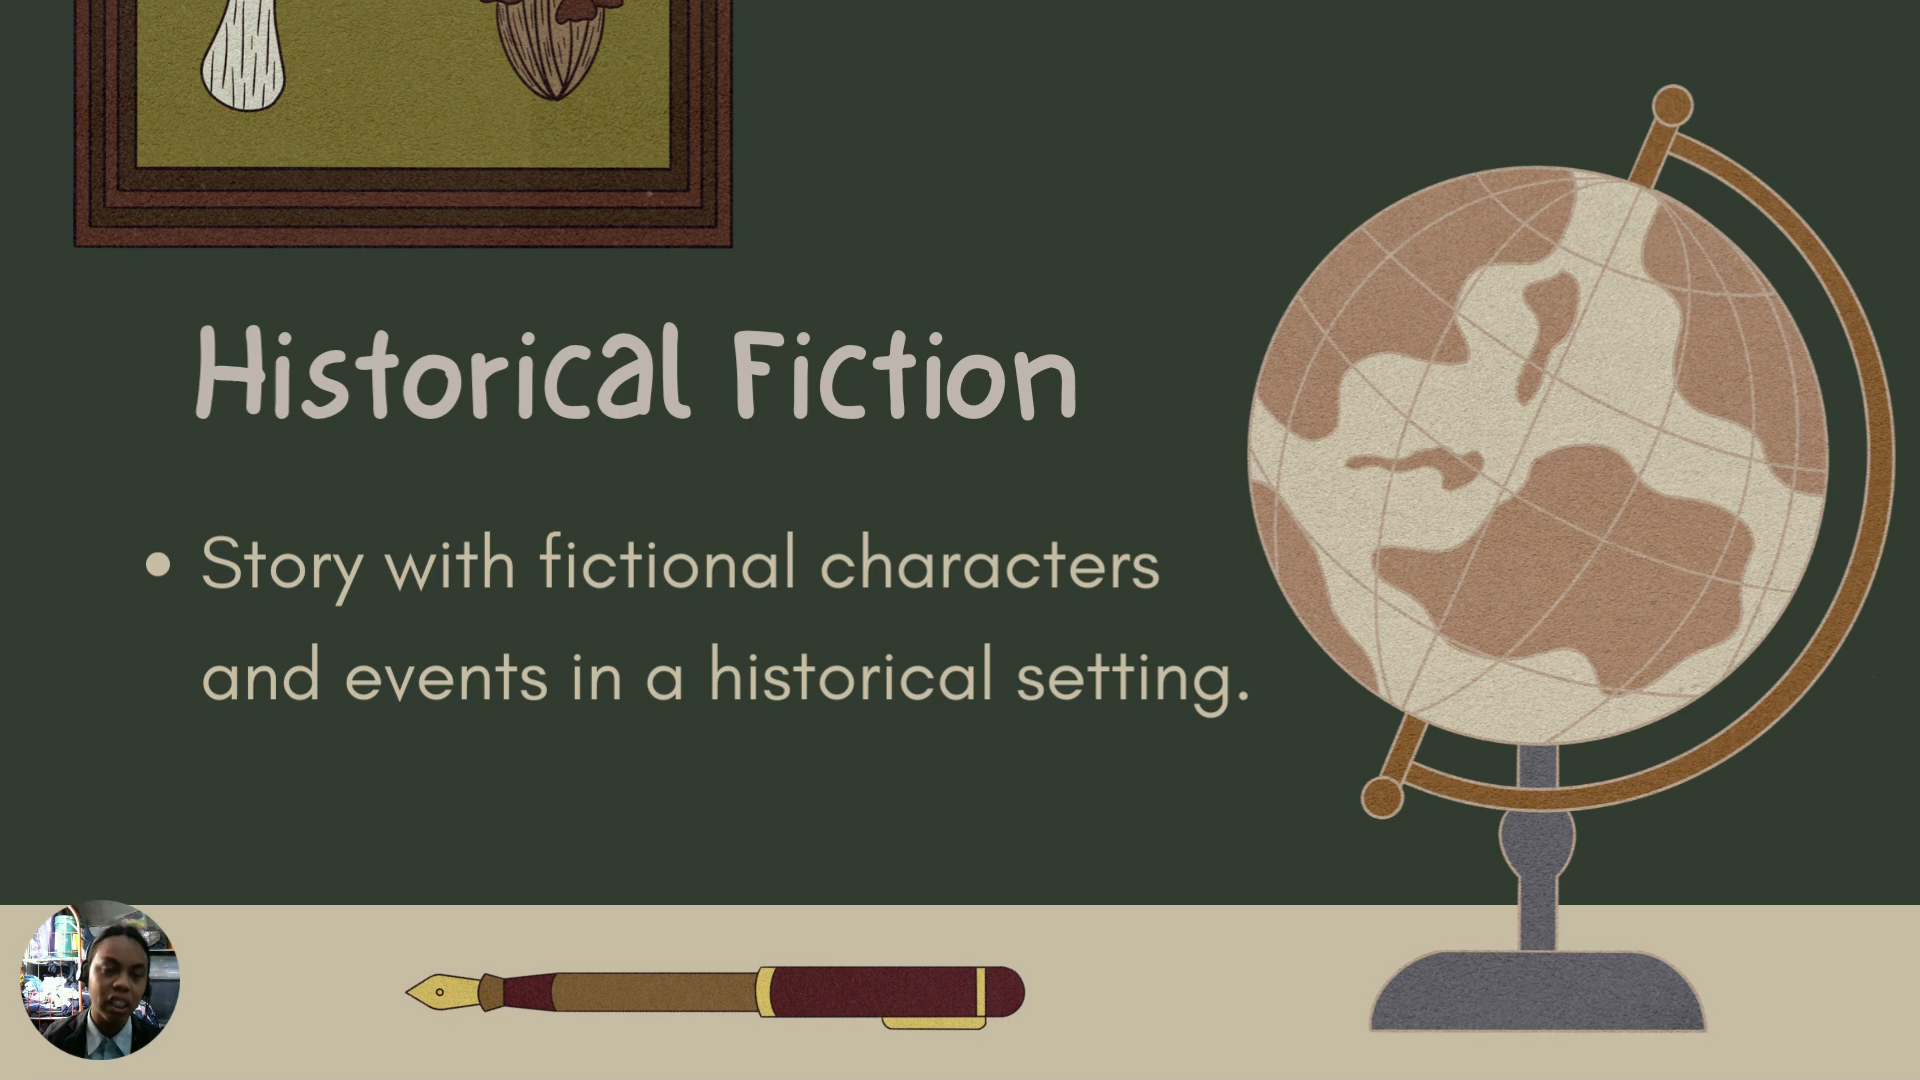 Historical Fiction
• Story with fictional characters
and events in a historical setting.